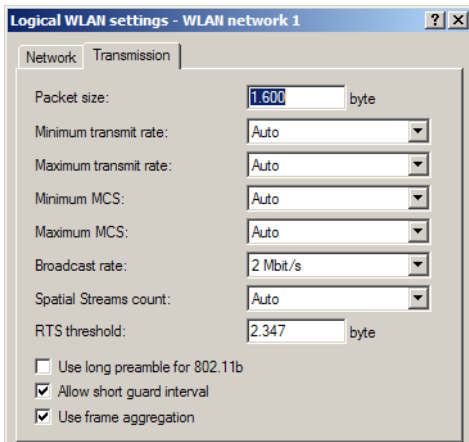 Logical WLAN settings - WLAN network 1
Network Transmission
Packet size: 1.600 byte
Minimum transmit rate: Auto
Maximum transmit rate: Auto
Minimum MCS: Auto
Maximum MCS: Auto
Broadcast rate: 2 Mbit/s
Spatial Streams count: Auto
RTS threshold: 2.347 byte
Use long preamble for 802.11b
Allow short guard interval
Use frame aggregation